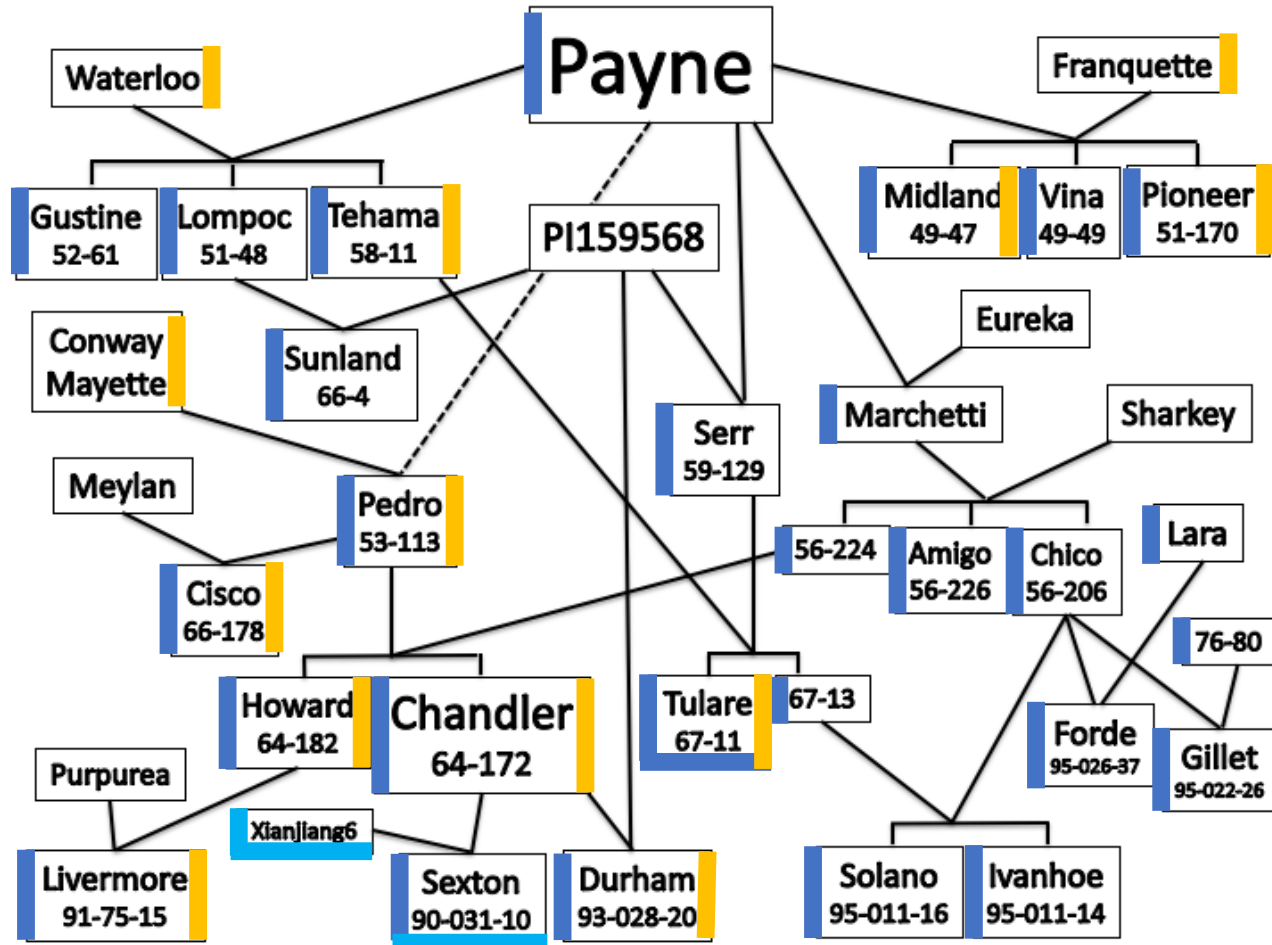 Payne
Waterloo
Franquette
Gustine
52-61
Lompoc
51-48
Tehama
58-11
PI159568
Midland
49-47
Vina
49-49
Pioneer
51-170
Conway
Mayette
Sunland
66-4
Eureka
Marchetti
Sharkey
Serr
59-129
Meylan
Pedro
53-113
56-224
Amigo
56-226
Chico
56-206
Lara
Cisco
66-178
76-80
Howard
64-182
Chandler
64-172
Tulare
67-11
67-13
Forde
95-026-37
Gillet
95-022-26
Purpurea
Xianjiang6
Livermore
91-75-15
Sexton
90-031-10
Durham
93-028-20
Solano
95-011-16
Ivanhoe
95-011-14